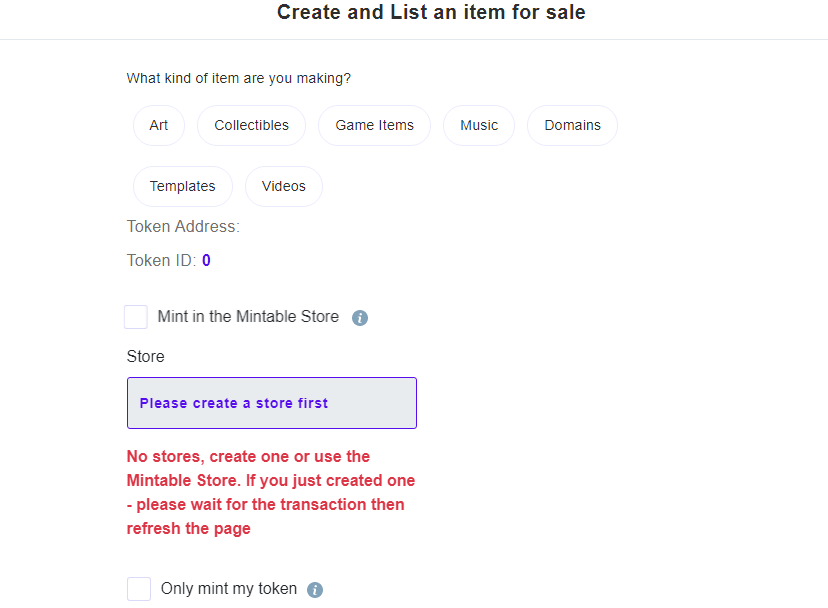 Create and List an item for sale
What kind of item are you making?
Art Collectibles Game Items Music Domains
Templates Videos
Token Address:
Token ID: 0
Mint in the Mintable Store i
Store
Please create a store first
No stores, create one or use the
Mintable Store. If you just created one
- please wait for the transaction then
refresh the page
Only mint my token i